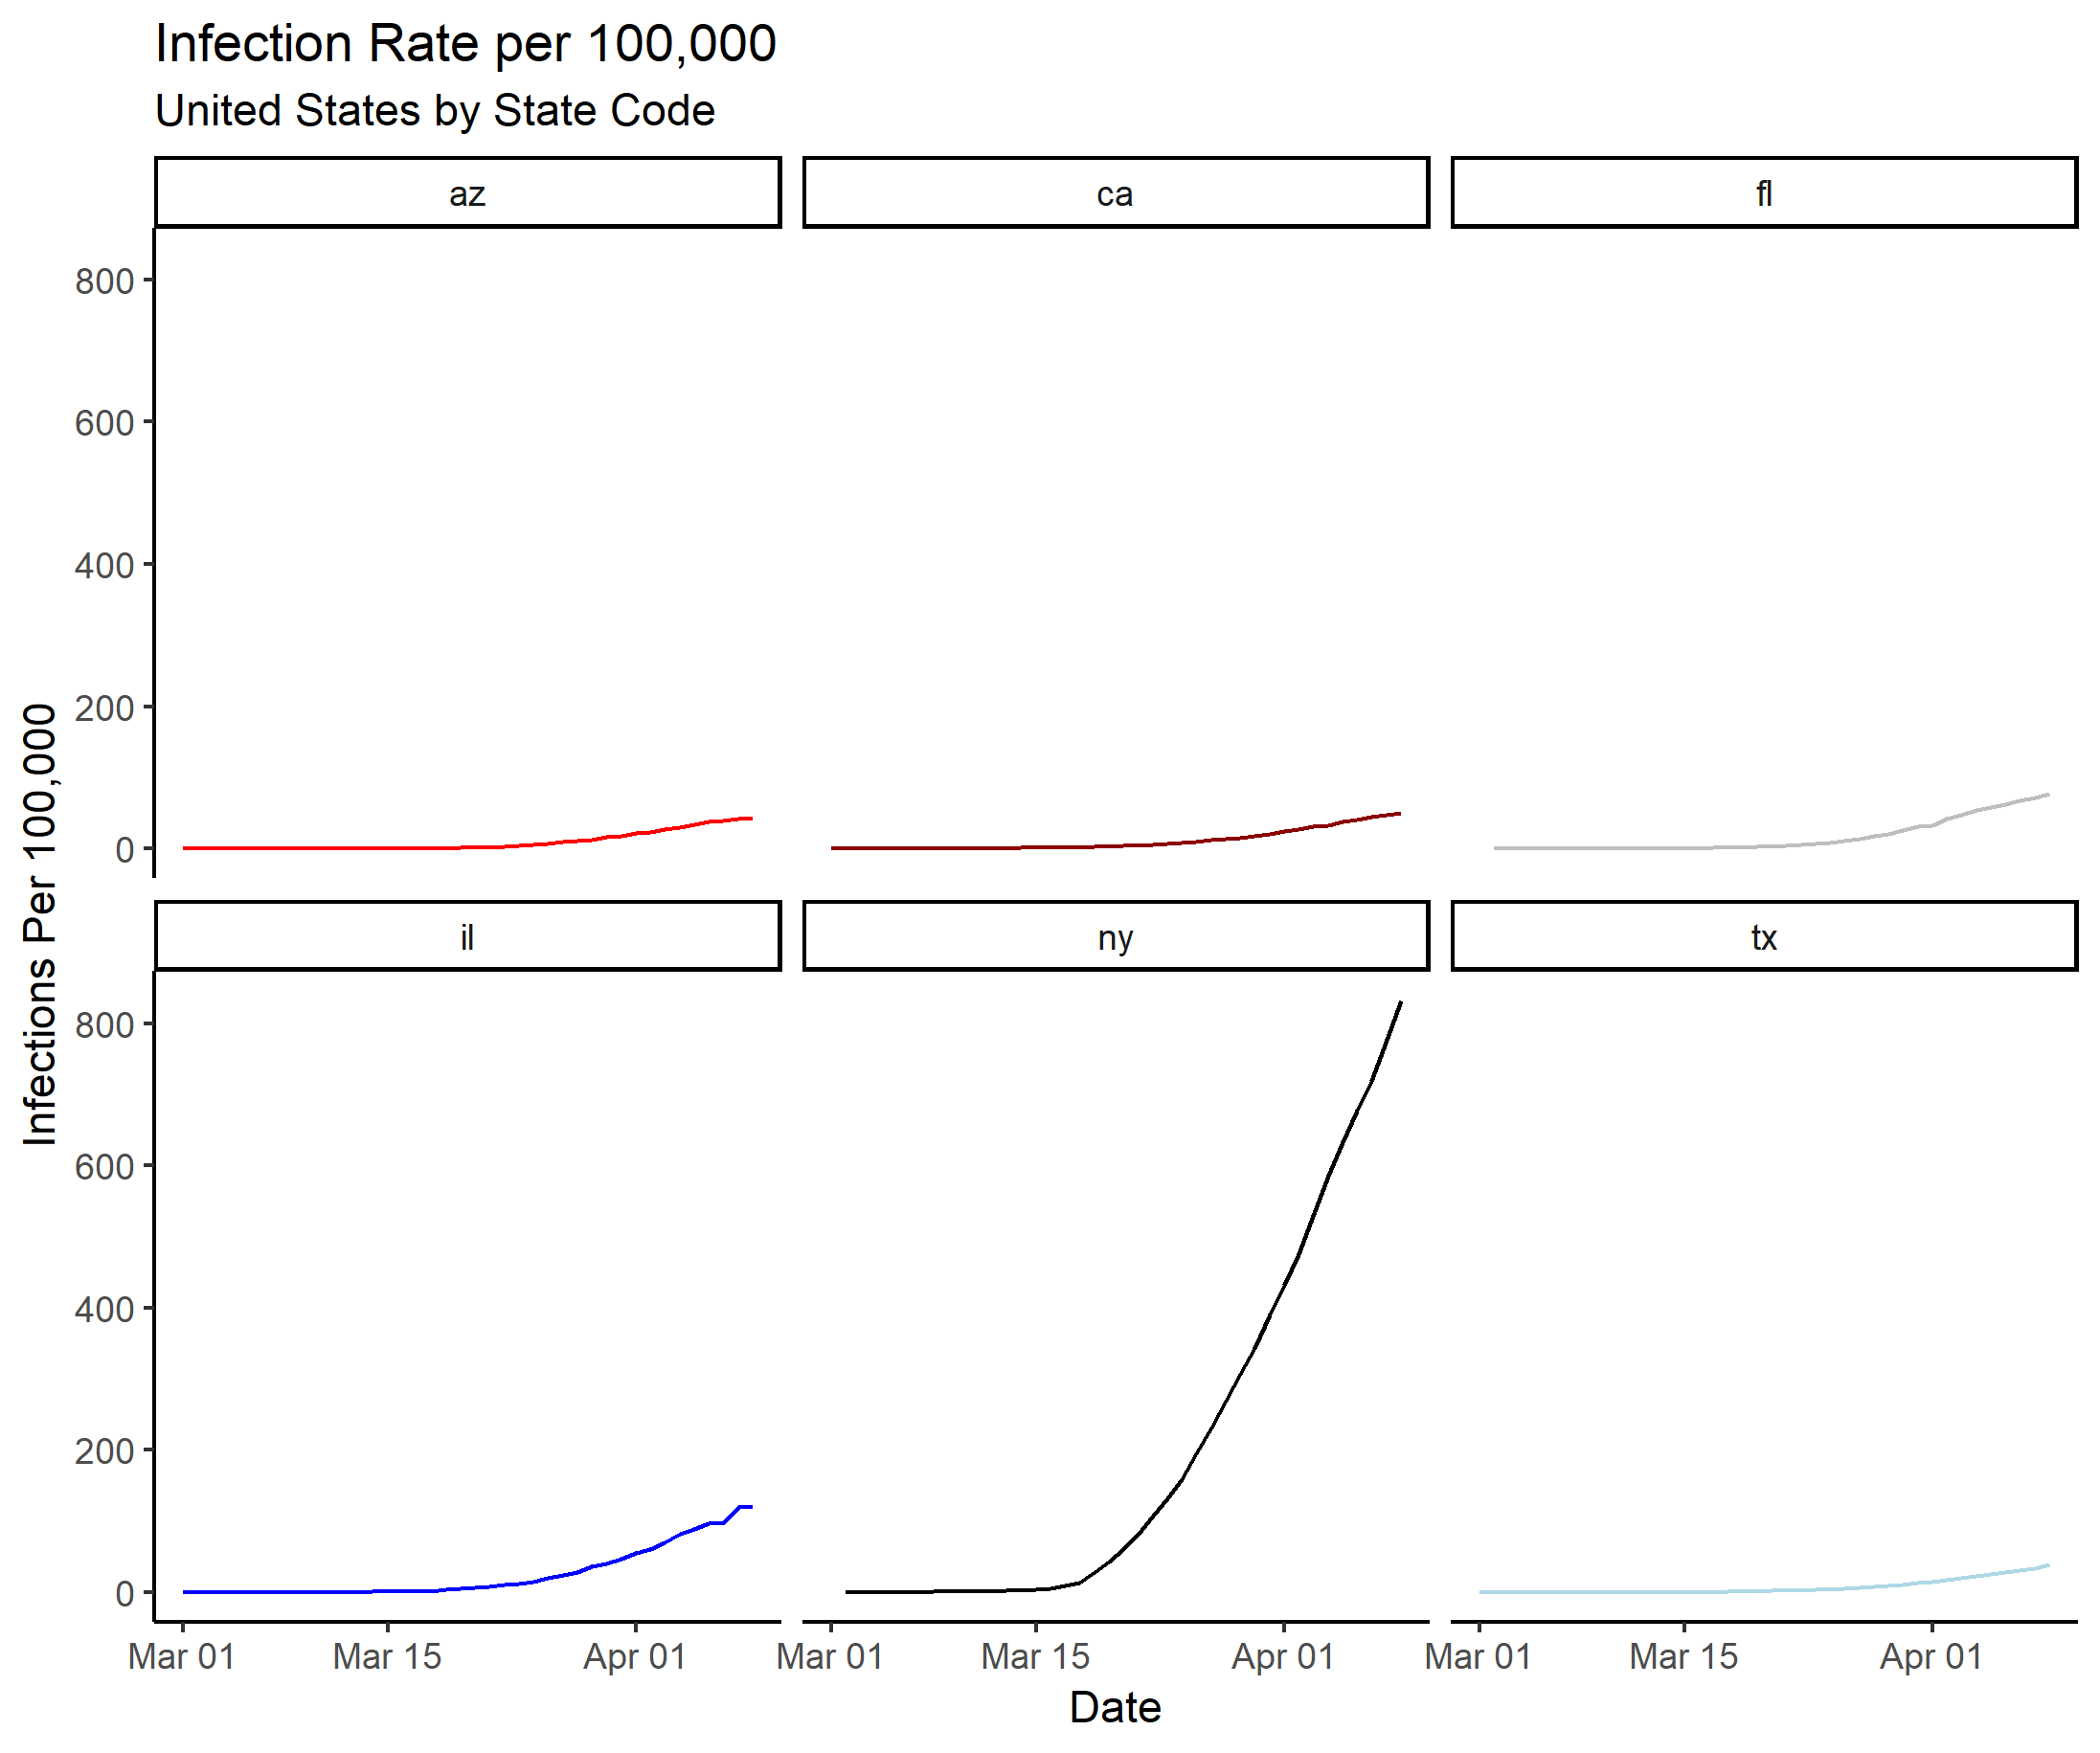 Infection Rate per 100,000
United States by State Code
az
ca
fl
800
600
400
200
0
Infections Per 100,000
il
ny
tx
800
600
400
200
0
Mar 01 Mar 15 Apr 01 Mar 01 Mar 15 Apr 01 Mar 01 Mar 15 Apr 01
Date